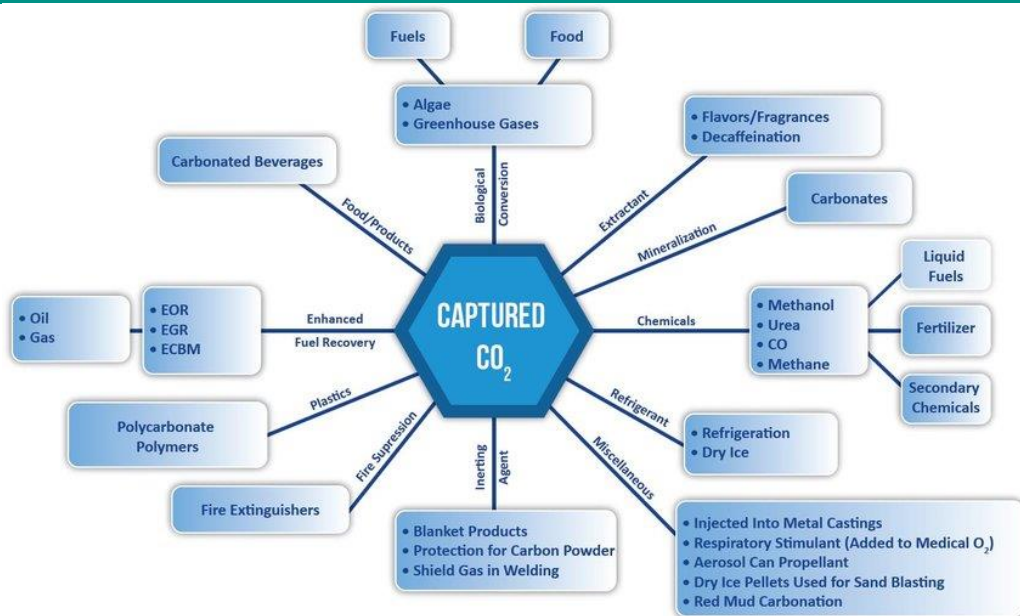 Fuels
Food
• Algae
• Greenhouse Gases
Biological
Conversion
• Flavors/Fragrances
• Decaffeination
Extractant
Carbonates
Mineralization
Carbonated Beverages
Food/Products
CAPTURED
CO₂
Chemicals
• Methanol
• Urea
• CO
• Methane
Liquid
Fuels
Fertilizer
Secondary
Chemicals
Enhanced
Fuel Recovery
• EOR
• EGR
• ECBM
• Oil
• Gas
Plastics
Polycarbonate
Polymers
Fire Supression
Fire Extinguishers
Inerting
Agent
• Blanket Products
• Protection for Carbon Powder
• Shield Gas in Welding
Refrigerant
• Refrigeration
• Dry Ice
Miscellaneous
• Injected Into Metal Castings
• Respiratory Stimulant (Added to Medical O₂)
• Aerosol Can Propellant
• Dry Ice Pellets Used for Sand Blasting
• Red Mud Carbonation